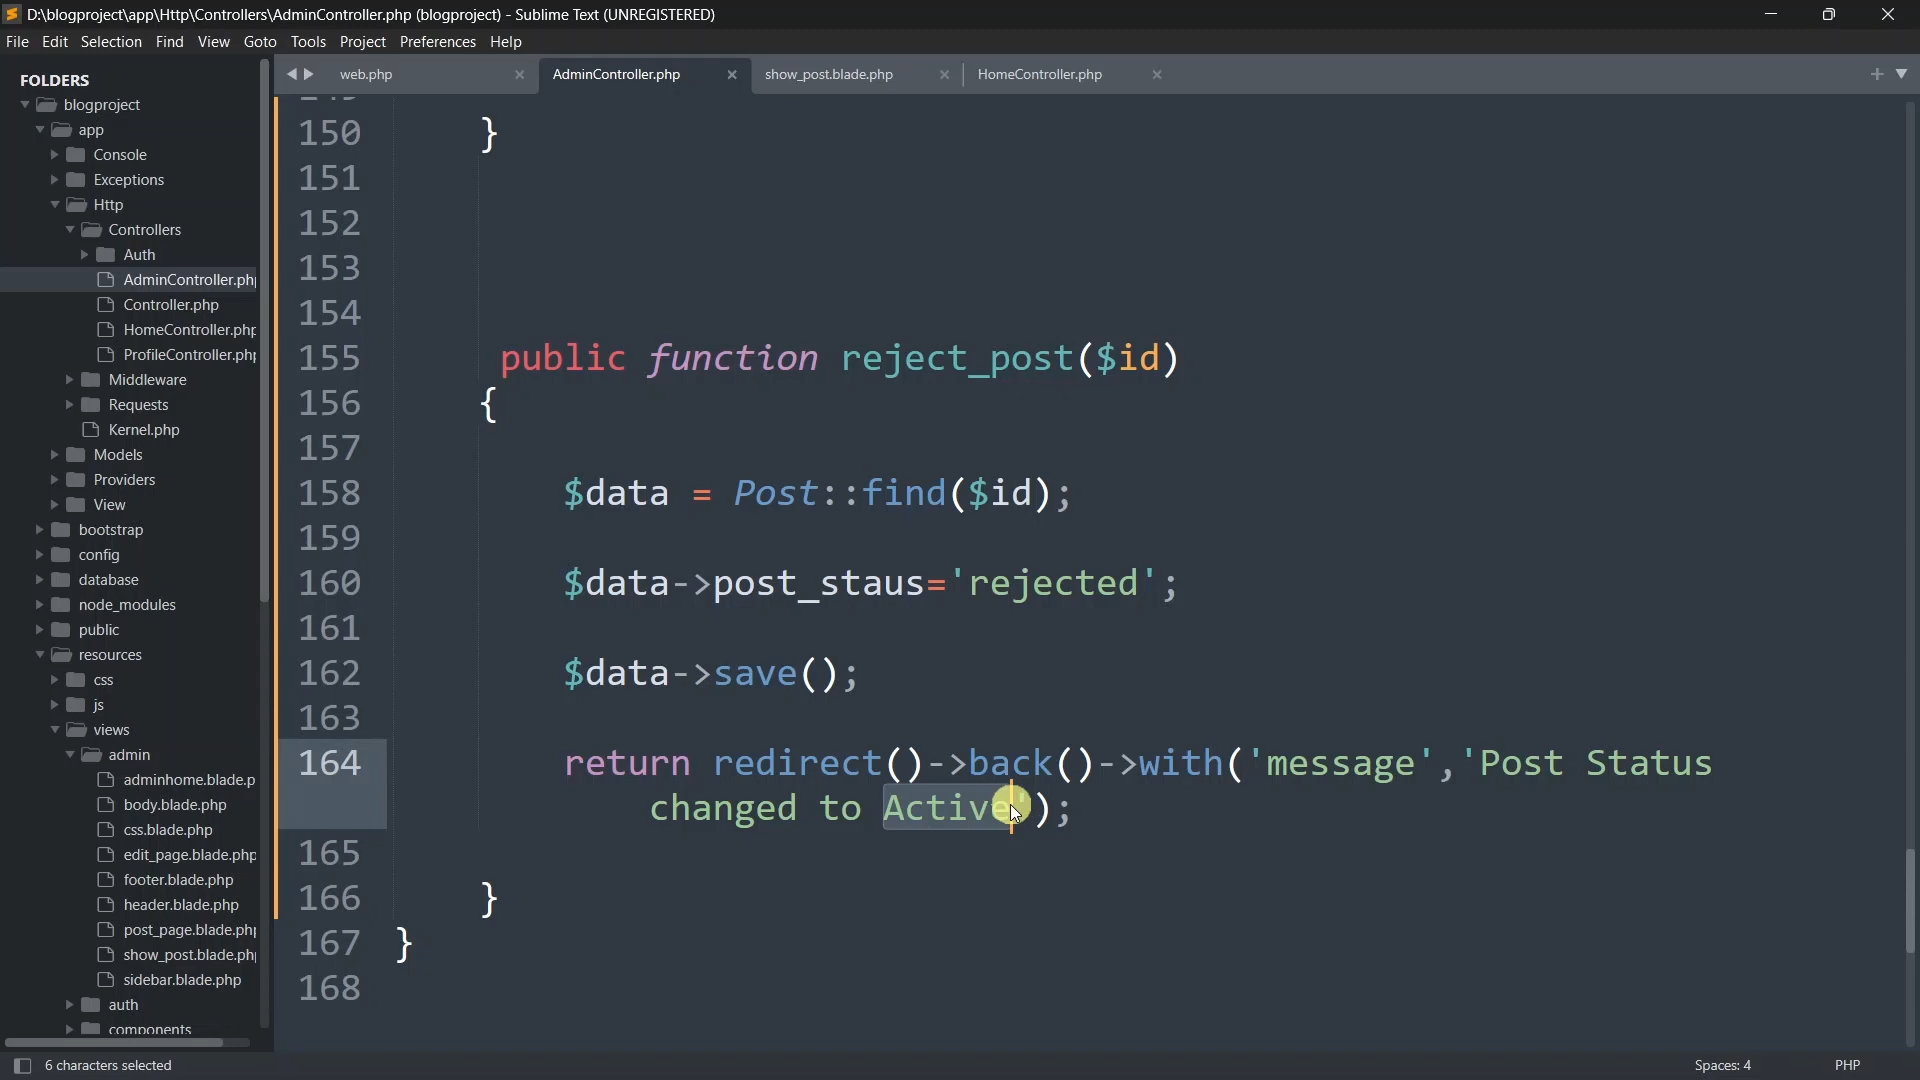 D:\blogproject\app\Http\Controllers\AdminController.php (blogproject) - Sublime Text (UNREGISTERED)
File Edit Selection Find View Goto Tools Project Preferences Help
FOLDERS
blogproject
app
Console
Exceptions
Http
Controllers
Auth
AdminController.php
Controller.php
HomeController.php
ProfileController.php
Middleware
Requests
Kernel.php
Models
Providers
View
bootstrap
config
database
node_modules
public
resources
css
js
views
admin
adminhome.blade.p
body.blade.php
css.blade.php
edit_page.blade.php
footer.blade.php
header.blade.php
post_page.blade.php
show_post.blade.php
sidebar.blade.php
auth
components
web.php AdminController.php show_post.blade.php HomeController.php
150 }
151
152
153
154
155 public function reject_post($id)
156 {
157
158 $data = Post::find($id);
159
160 $data->post_staus='rejected';
161
162 $data->save();
163
164 return redirect()->back()->with('message','Post Status
changed to Active');
165
166 }
167 }
168
6 characters selected Spaces: 4 PHP